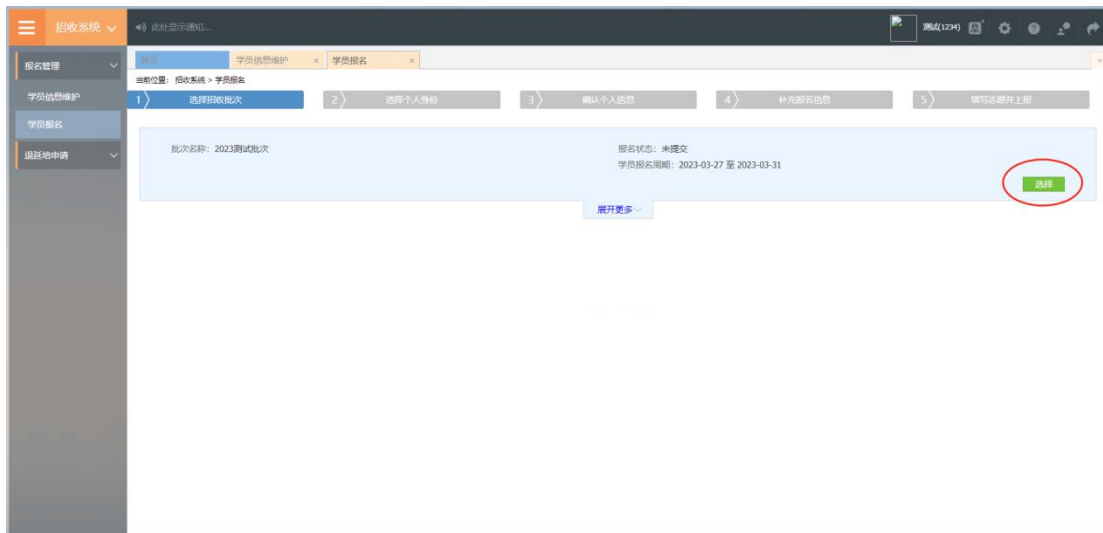 招收系统 此处显示通知... 测试(1234)
报名管理
学员信息维护
学员报名
退延培申请
首页 学员信息维护 × 学员报名 ×
当前位置： 招收系统 > 学员报名
1 选择招收批次 2 选择个人身份 3 确认个人信息 4 补充报名信息 5 填写志愿并上报
批次名称：2023测试批次 报名状态：未提交
学员报名周期：2023-03-27 至 2023-03-31
选择
展开更多